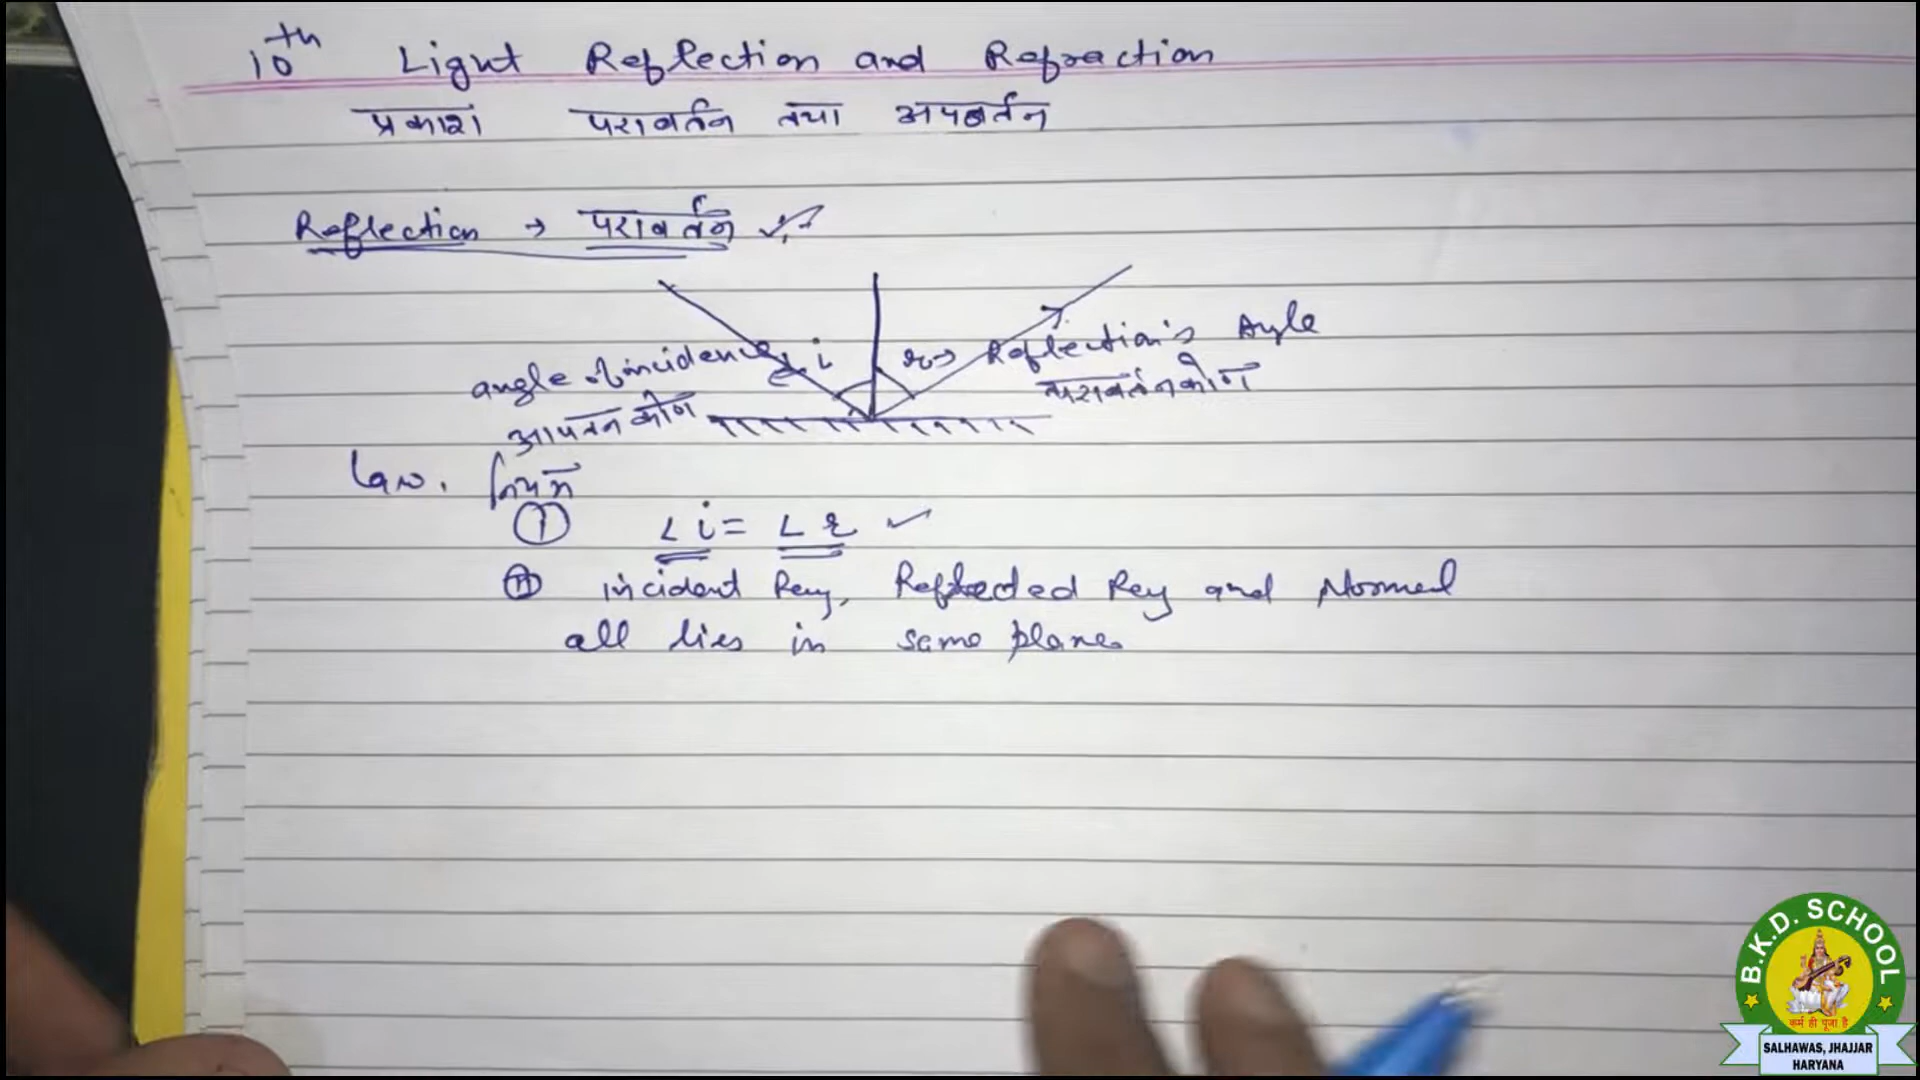 10th Light Reflection and Refraction
प्रकाश परावर्तन तथा अपवर्तन
Reflection → परावर्तन
angle of incidence ← i
r → Reflection's Angle
आपतन कोण
परावर्तन कोण
Law. नियम
① ∠i = ∠r ✓
② incident Ray, Reflected Ray and Normal
all lies in same plane
B.K.D. SCHOOL
कर्म ही पूजा है
SALHAWAS, JHAJJAR
HARYANA